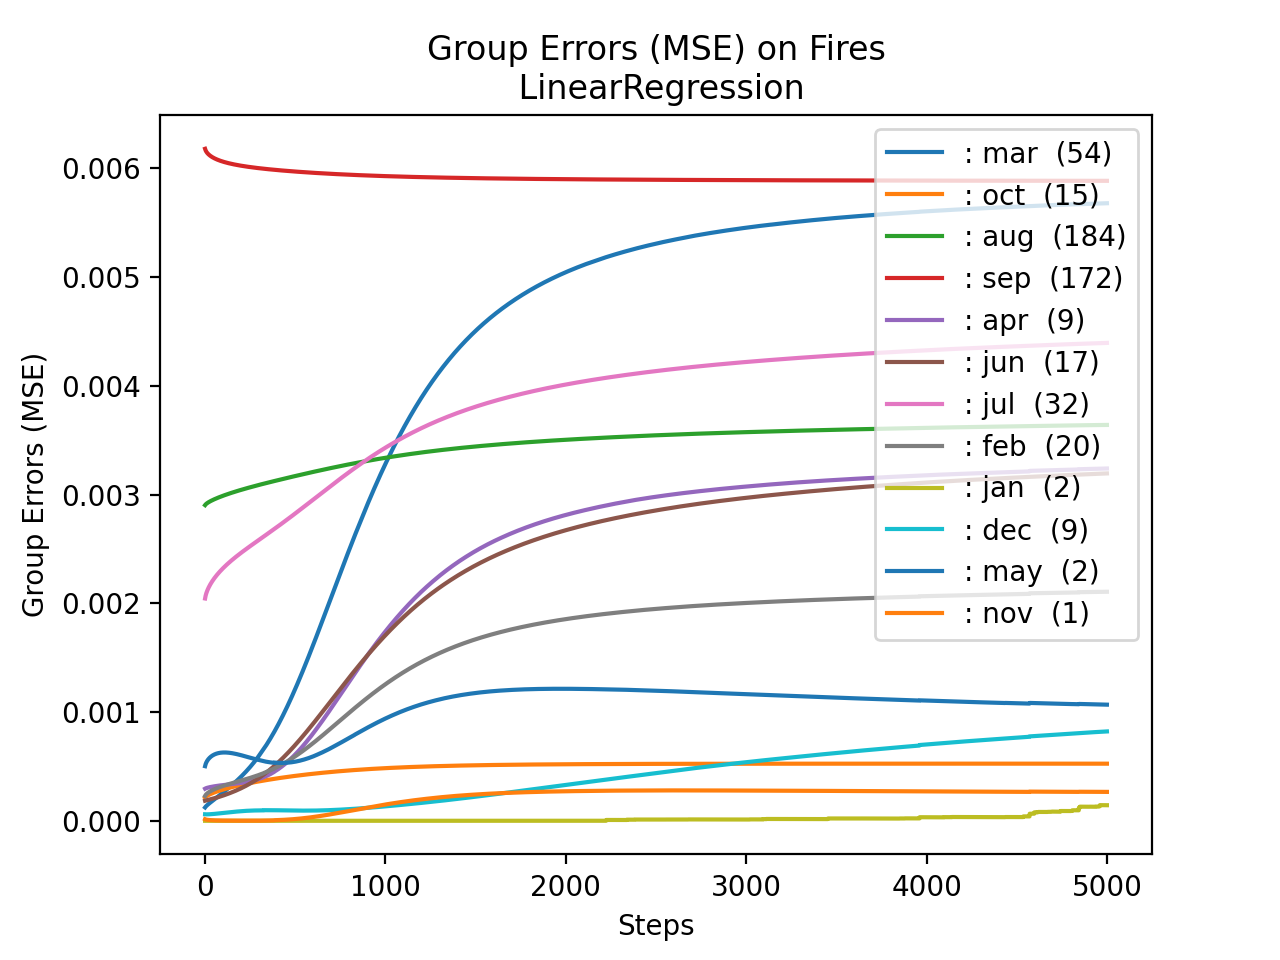 Group Errors (MSE) on Fires
LinearRegression
Group Errors (MSE)
0.006
0.005
0.004
0.003
0.002
0.001
0.000
: mar (54)
: oct (15)
: aug (184)
: sep (172)
: apr (9)
: jun (17)
: jul (32)
: feb (20)
: jan (2)
: dec (9)
: may (2)
: nov (1)
0 1000 2000 3000 4000 5000
Steps